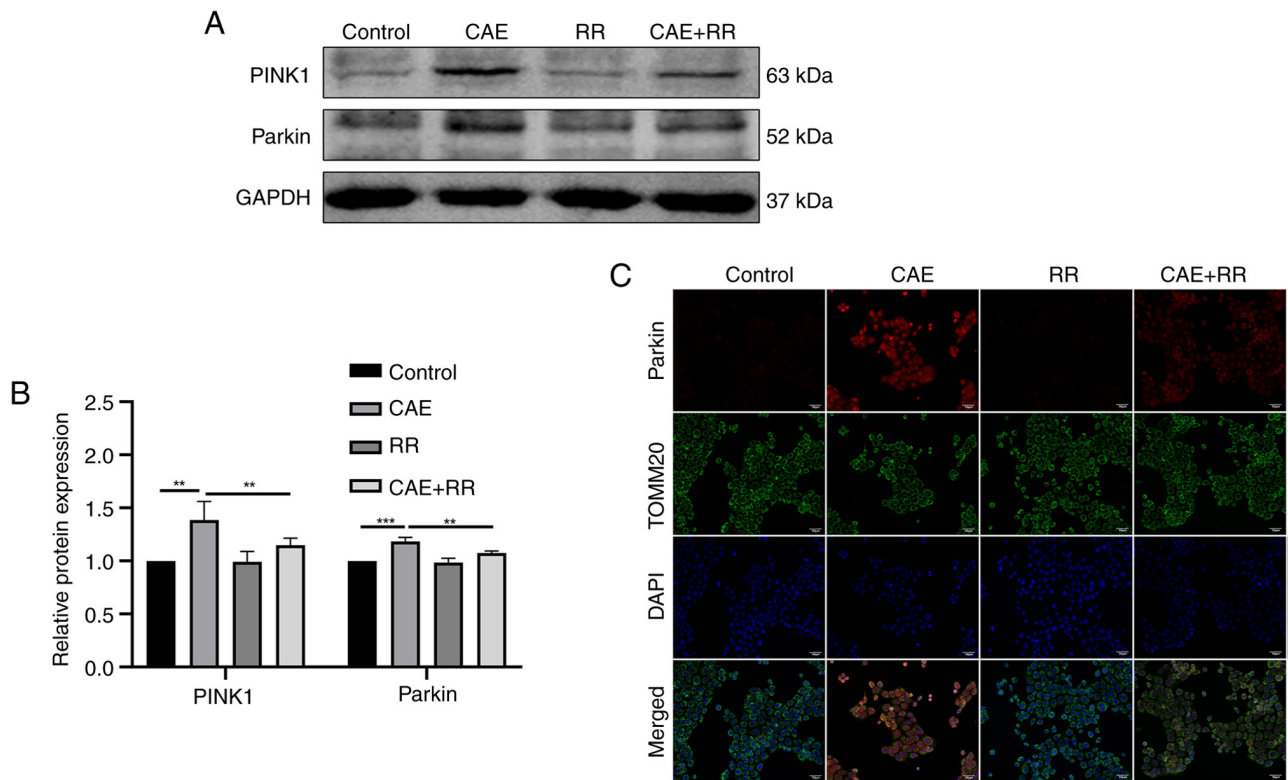 A
Control CAE RR CAE+RR
PINK1 63 kDa
Parkin 52 kDa
GAPDH 37 kDa
B
Control
CAE
RR
CAE+RR
Relative protein expression
2.5
2.0
1.5
1.0
0.5
0.0
** **
*** **
PINK1 Parkin
C
Control CAE RR CAE+RR
Parkin
TOMM20
DAPI
Merged